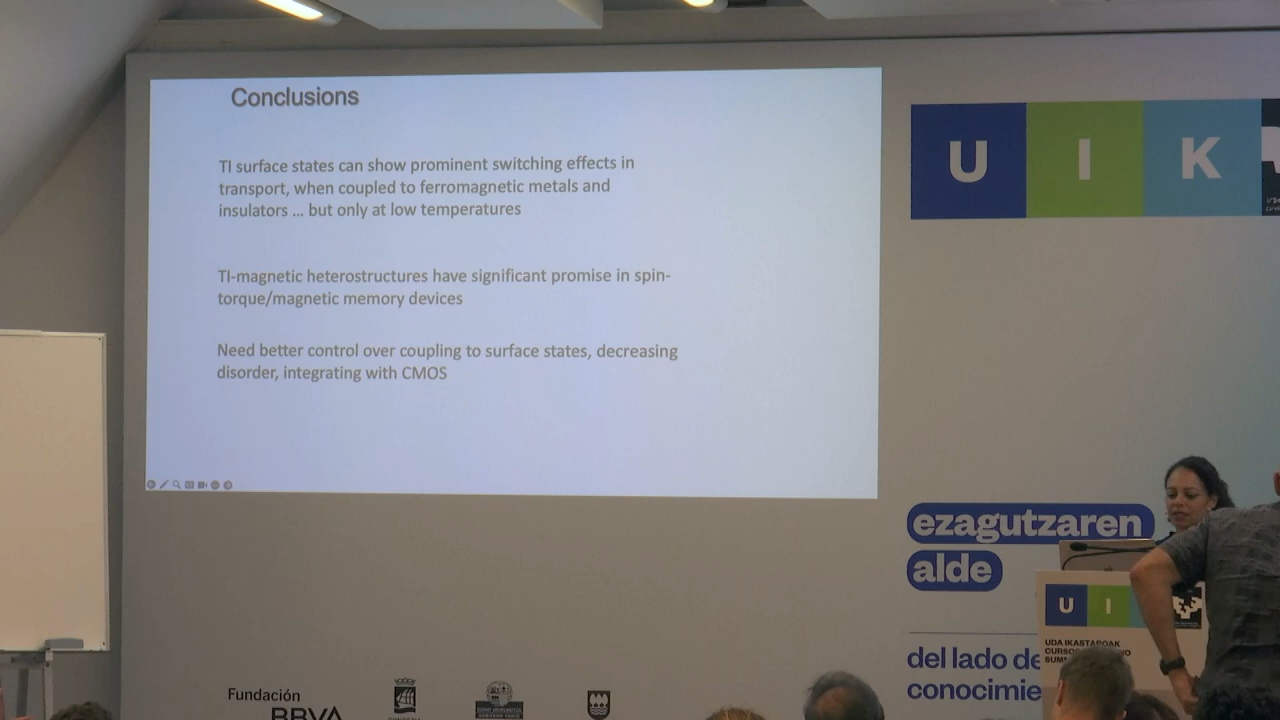 Conclusions
TI surface states can show prominent switching effects in
transport, when coupled to ferromagnetic metals and
insulators ... but only at low temperatures
TI-magnetic heterostructures have significant promise in spin-
torque/magnetic memory devices
Need better control over coupling to surface states, decreasing
disorder, integrating with CMOS
U I K
ezagutzaren
alde
del lado de
U I
UDA IKASTAROAK
Fundación
BBVA